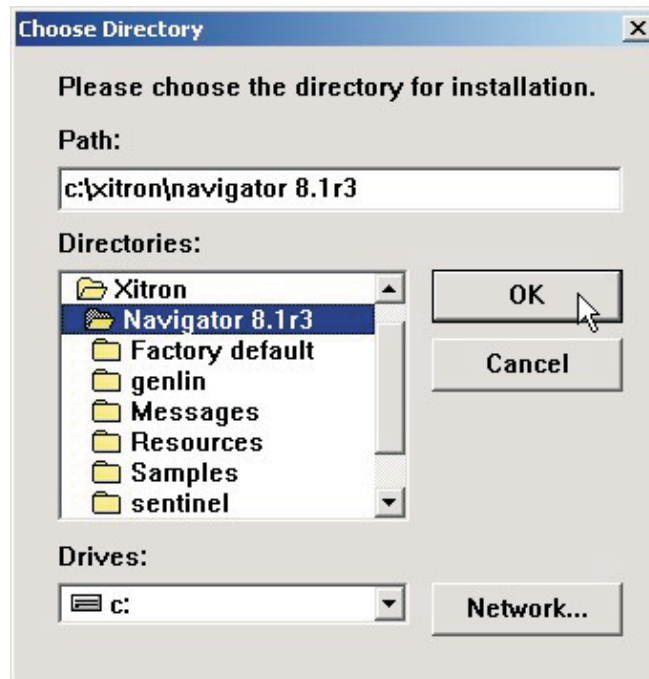 Choose Directory
Please choose the directory for installation.
Path:
c:\xitron\navigator 8.1r3
Directories:
Xitron
Navigator 8.1r3
Factory default
genlin
Messages
Resources
Samples
sentinel
OK
Cancel
Drives:
c:
Network...